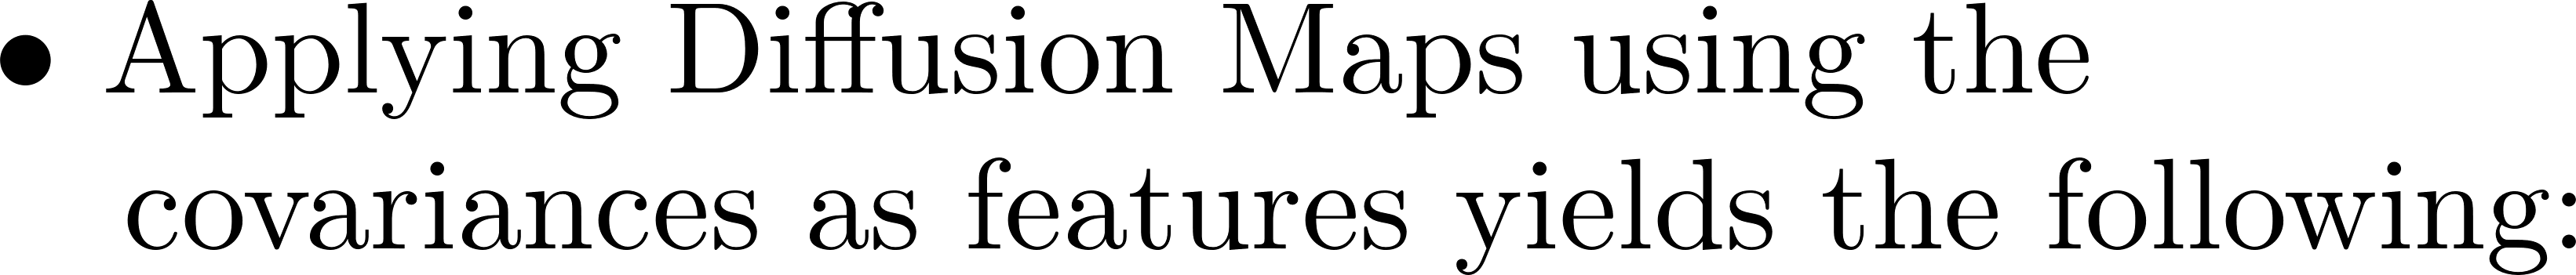 • Applying Diffusion Maps using the
covariances as features yields the following: